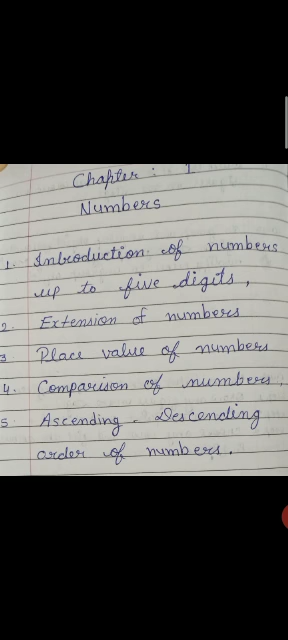 Chapter : 1
Numbers
1. Introduction of numbers
up to five digits,
2. Extension of numbers
3 Place value of numbers
4. Comparison of numbers,
5 Ascending - Descending
order of numbers.